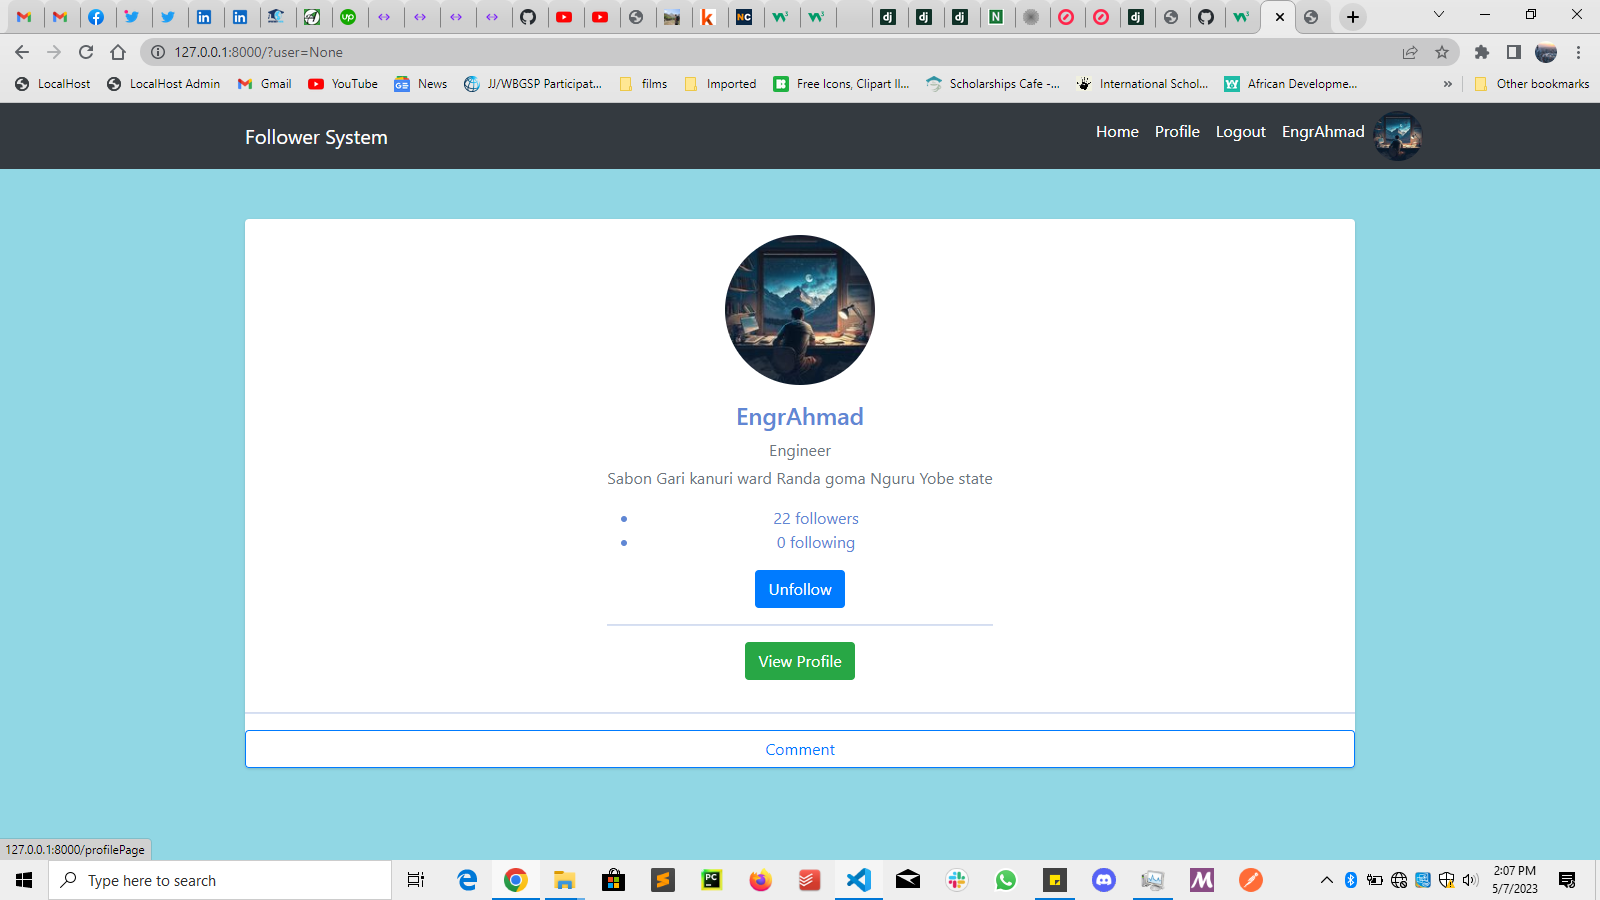 127.0.0.1:8000/?user=None
LocalHost LocalHost Admin Gmail YouTube News JJ/WBGSP Participat... films Imported Free Icons, Clipart Il... Scholarships Cafe -... International Schol... African Developme... » Other bookmarks
Follower System Home Profile Logout EngrAhmad
EngrAhmad
Engineer
Sabon Gari kanuri ward Randa goma Nguru Yobe state
22 followers
0 following
Unfollow
View Profile
Comment
127.0.0.1:8000/profilePage
Type here to search
2:07 PM
5/7/2023